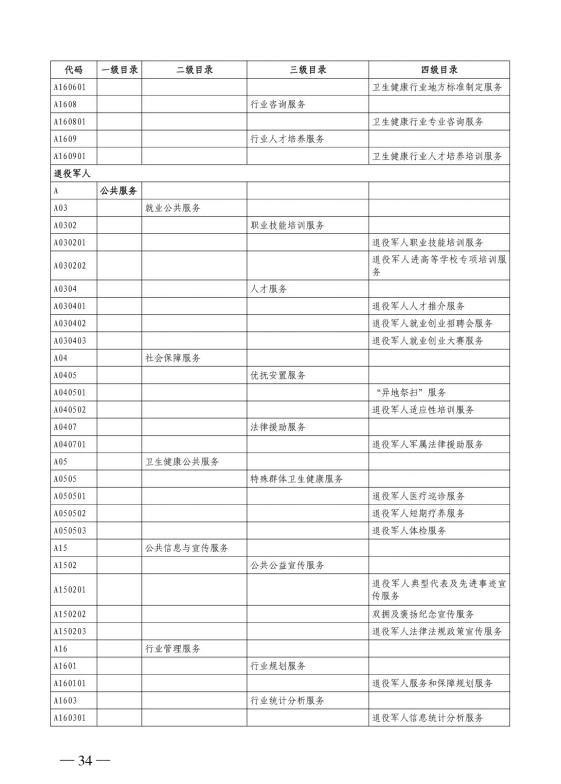 代码 一级目录 二级目录 三级目录 四级目录
A160601 卫生健康行业地方标准制定服务
A1608 行业咨询服务
A160801 卫生健康行业专业咨询服务
A1609 行业人才培养服务
A160901 卫生健康行业人才培养培训服务
退役军人
A 公共服务
A03 就业公共服务
A0302 职业技能培训服务
A030201 退役军人职业技能培训服务
A030202 退役军人进高等学校专项培训服
务
A0304 人才服务
A030401 退役军人人才推介服务
A030402 退役军人就业创业招聘会服务
A030403 退役军人就业创业大赛服务
A04 社会保障服务
A0405 优抚安置服务
A040501 “异地祭扫”服务
A040502 退役军人适应性培训服务
A0407 法律援助服务
A040701 退役军人军属法律援助服务
A05 卫生健康公共服务
A0505 特殊群体卫生健康服务
A050501 退役军人医疗巡诊服务
A050502 退役军人短期疗养服务
A050503 退役军人体检服务
A15 公共信息与宣传服务
A1502 公共公益宣传服务
A150201 退役军人典型代表及先进事迹宣
传服务
A150202 双拥及褒扬纪念宣传服务
A150203 退役军人法律法规政策宣传服务
A16 行业管理服务
A1601 行业规划服务
A160101 退役军人服务和保障规划服务
A1603 行业统计分析服务
A160301 退役军人信息统计分析服务
— 34 —